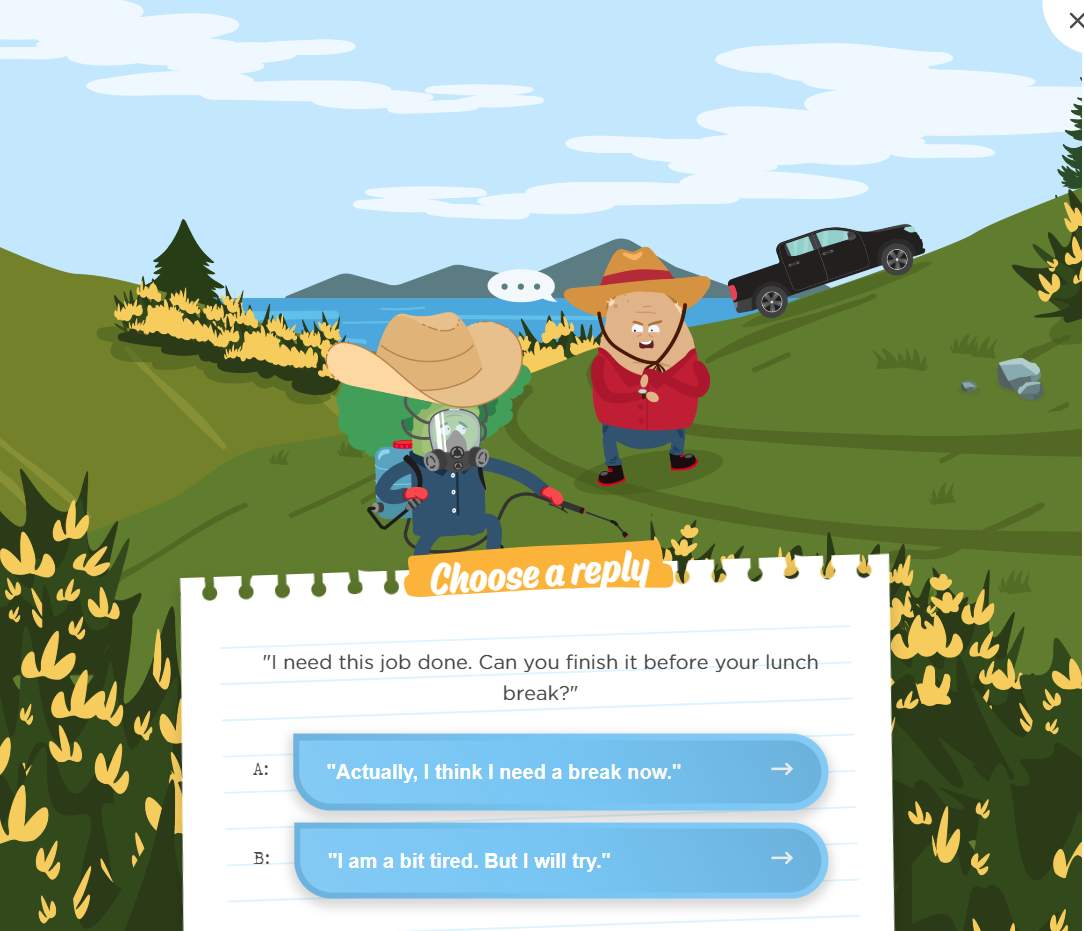 Choose a reply
"I need this job done. Can you finish it before your lunch
break?"
A:
"Actually, I think I need a break now."
B:
"I am a bit tired. But I will try."